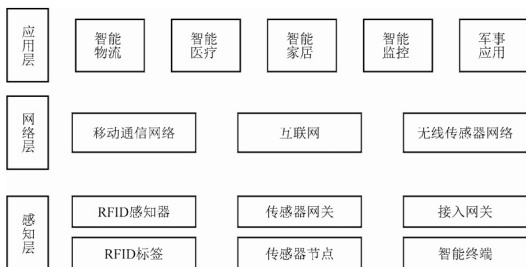 应用层
智能物流
智能医疗
智能家居
智能监控
军事应用
网络层
移动通信网络
互联网
无线传感器网络
感知层
RFID感知器
传感器网关
接入网关
RFID标签
传感器节点
智能终端